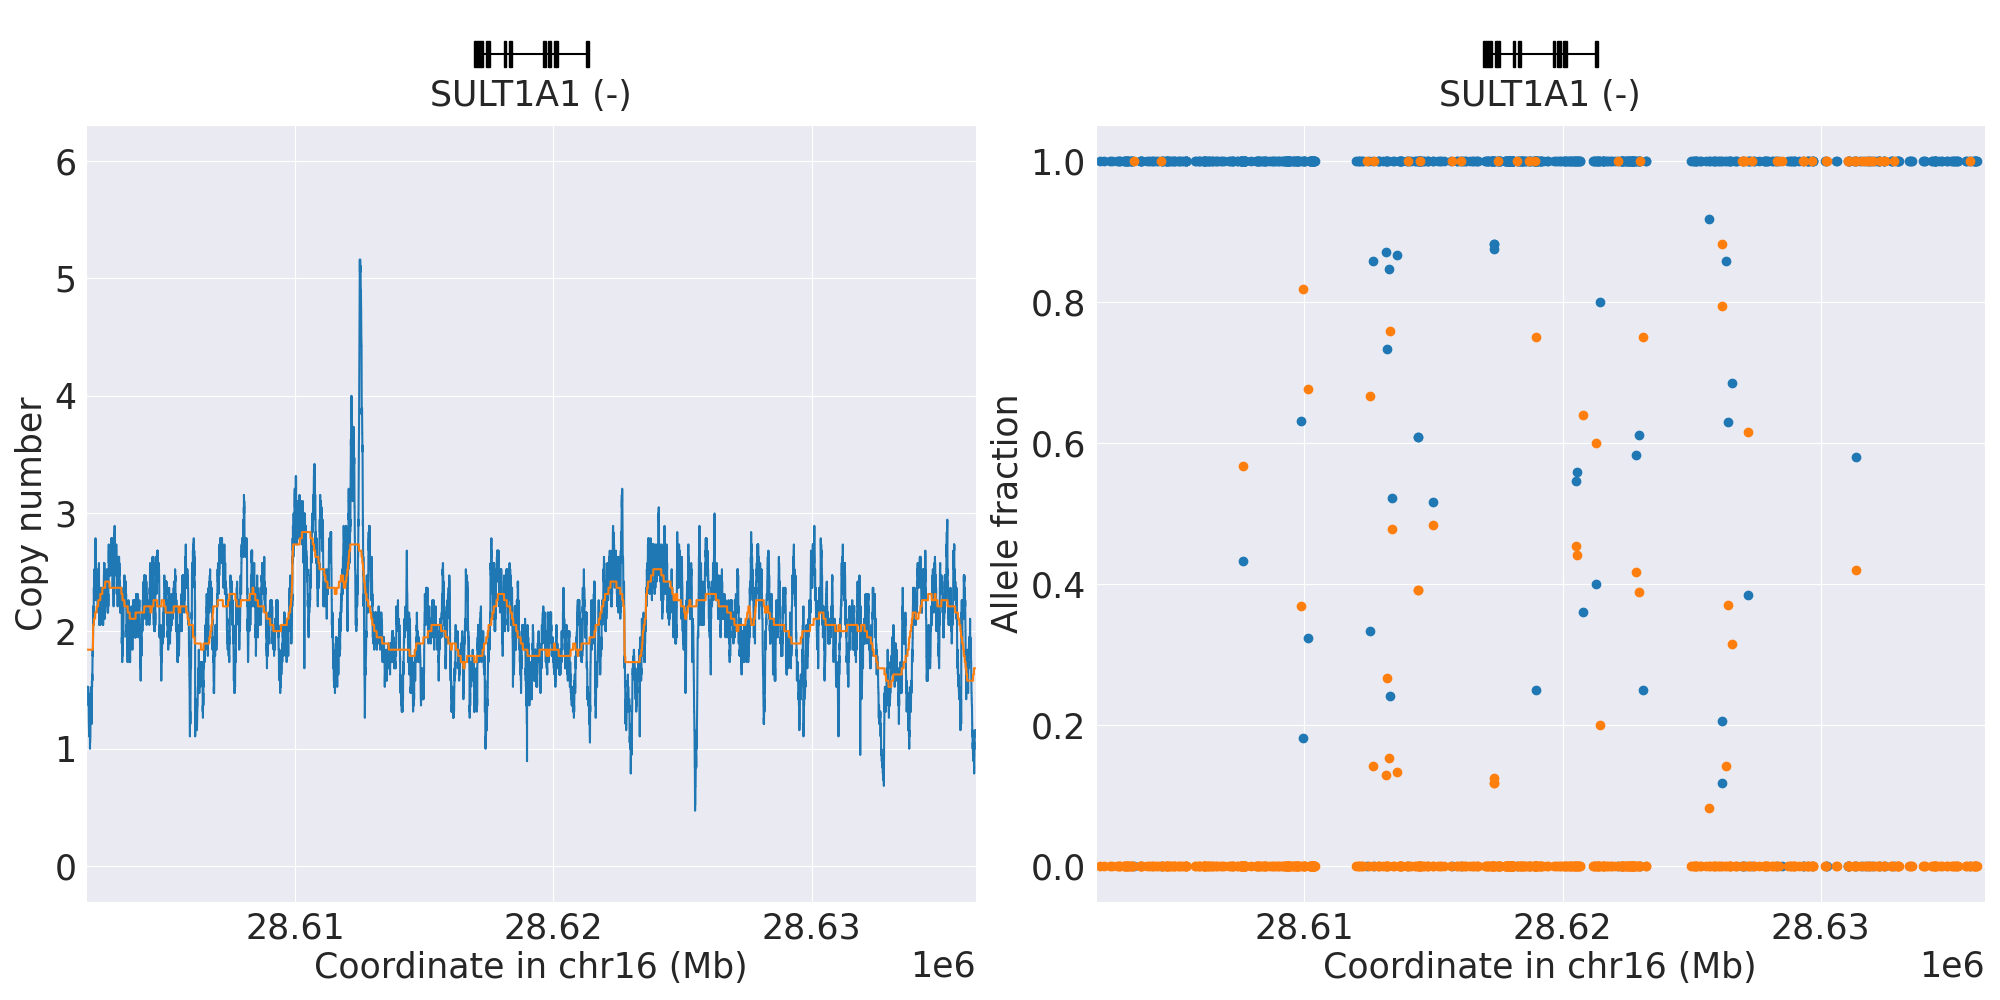 SULT1A1 (-)
6
5
4
3
2
1
0
Copy number
28.61
28.62
28.63
Coordinate in chr16 (Mb)
1e6
SULT1A1 (-)
1.0
0.8
0.6
0.4
0.2
0.0
Allele fraction
28.61
28.62
28.63
Coordinate in chr16 (Mb)
1e6